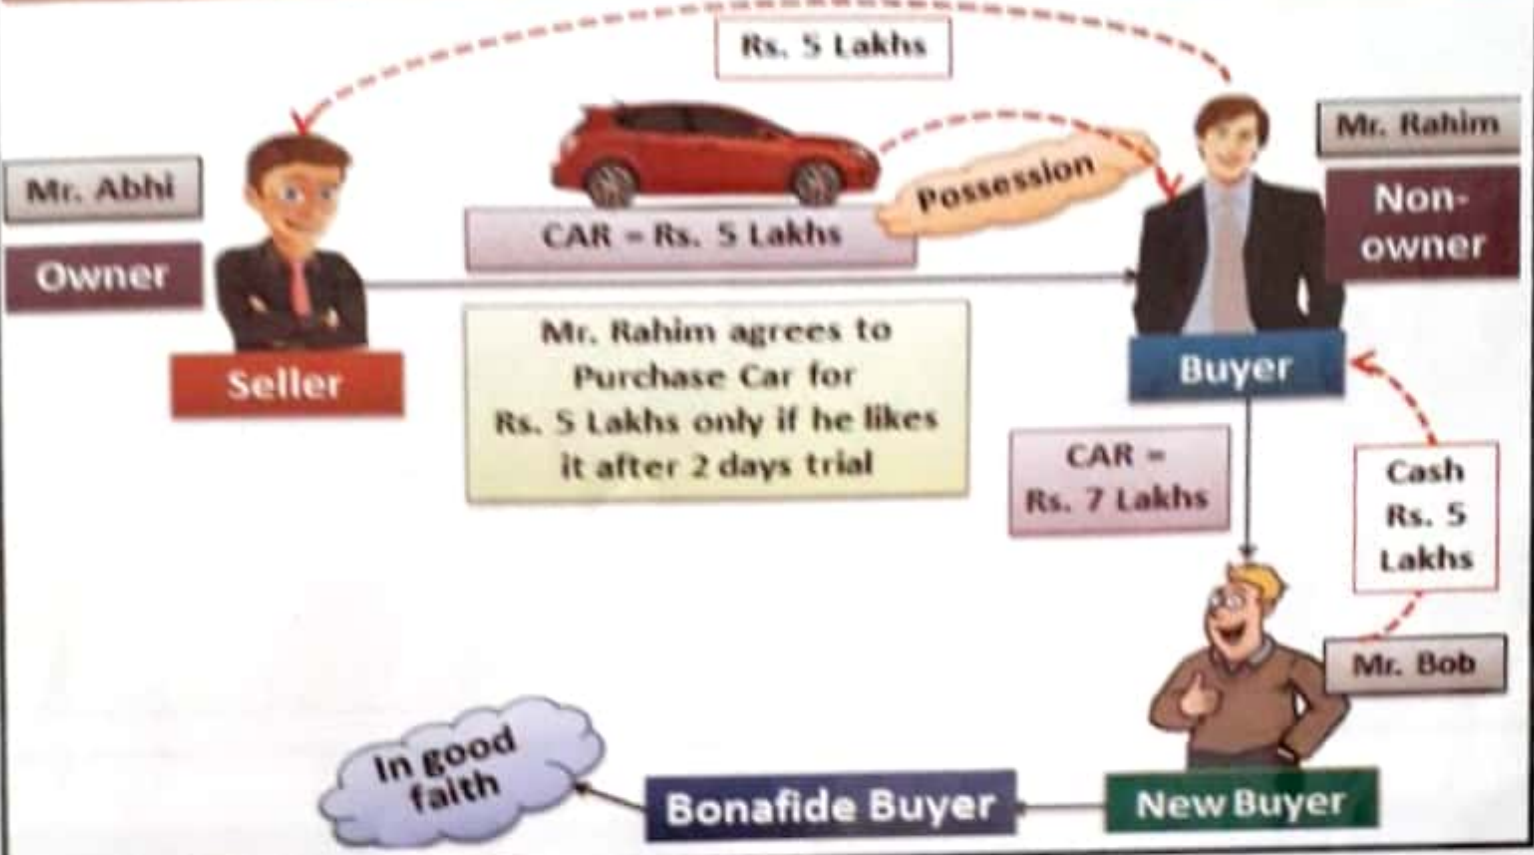 Rs. 5 Lakhs
Mr. Rahim
Non-
owner
Mr. Abhi
Owner
Possession
CAR = Rs. 5 Lakhs
Mr. Rahim agrees to
Purchase Car for
Rs. 5 Lakhs only if he likes
it after 2 days trial
Seller
Buyer
CAR =
Rs. 7 Lakhs
Cash
Rs. 5
Lakhs
Mr. Bob
In good
faith
Bonafide Buyer
New Buyer